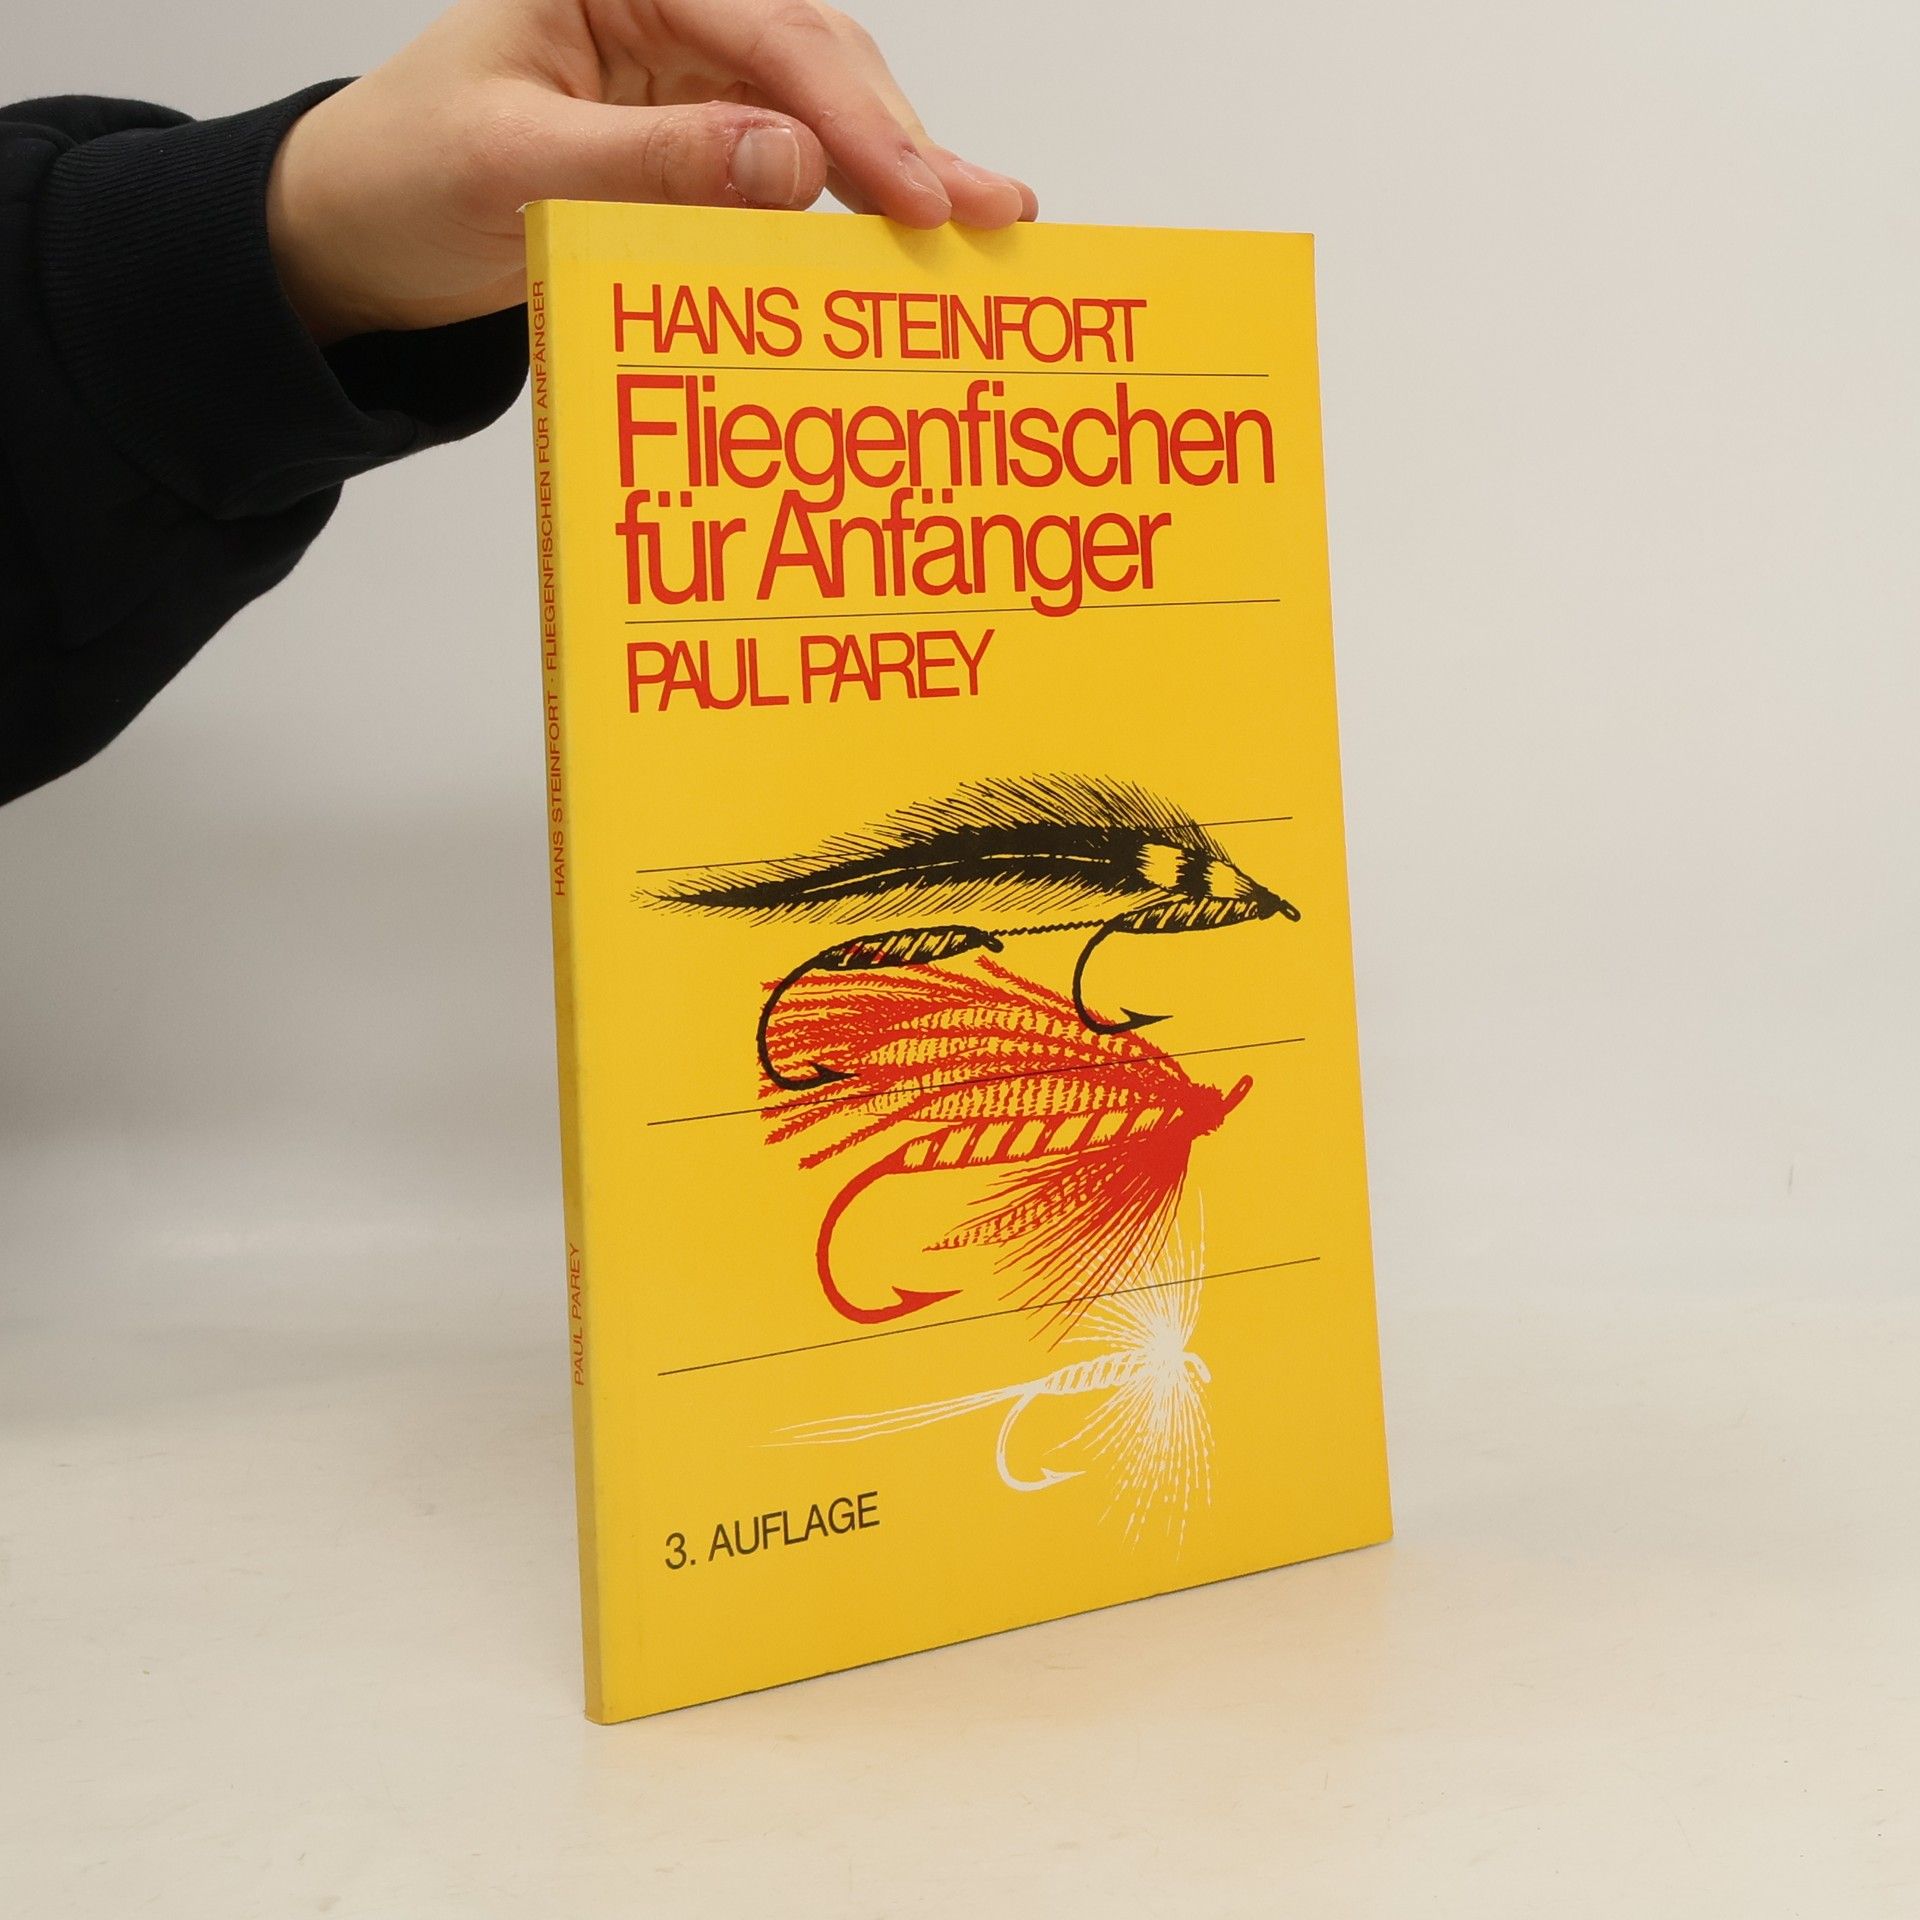 HANS STEINFORT
Fliegenfischen
für Anfänger
PAUL PAREY
3. AUFLAGE
HANS STEINFORT · FLIEGENFISCHEN FÜR ANFÄNGER
PAUL PAREY